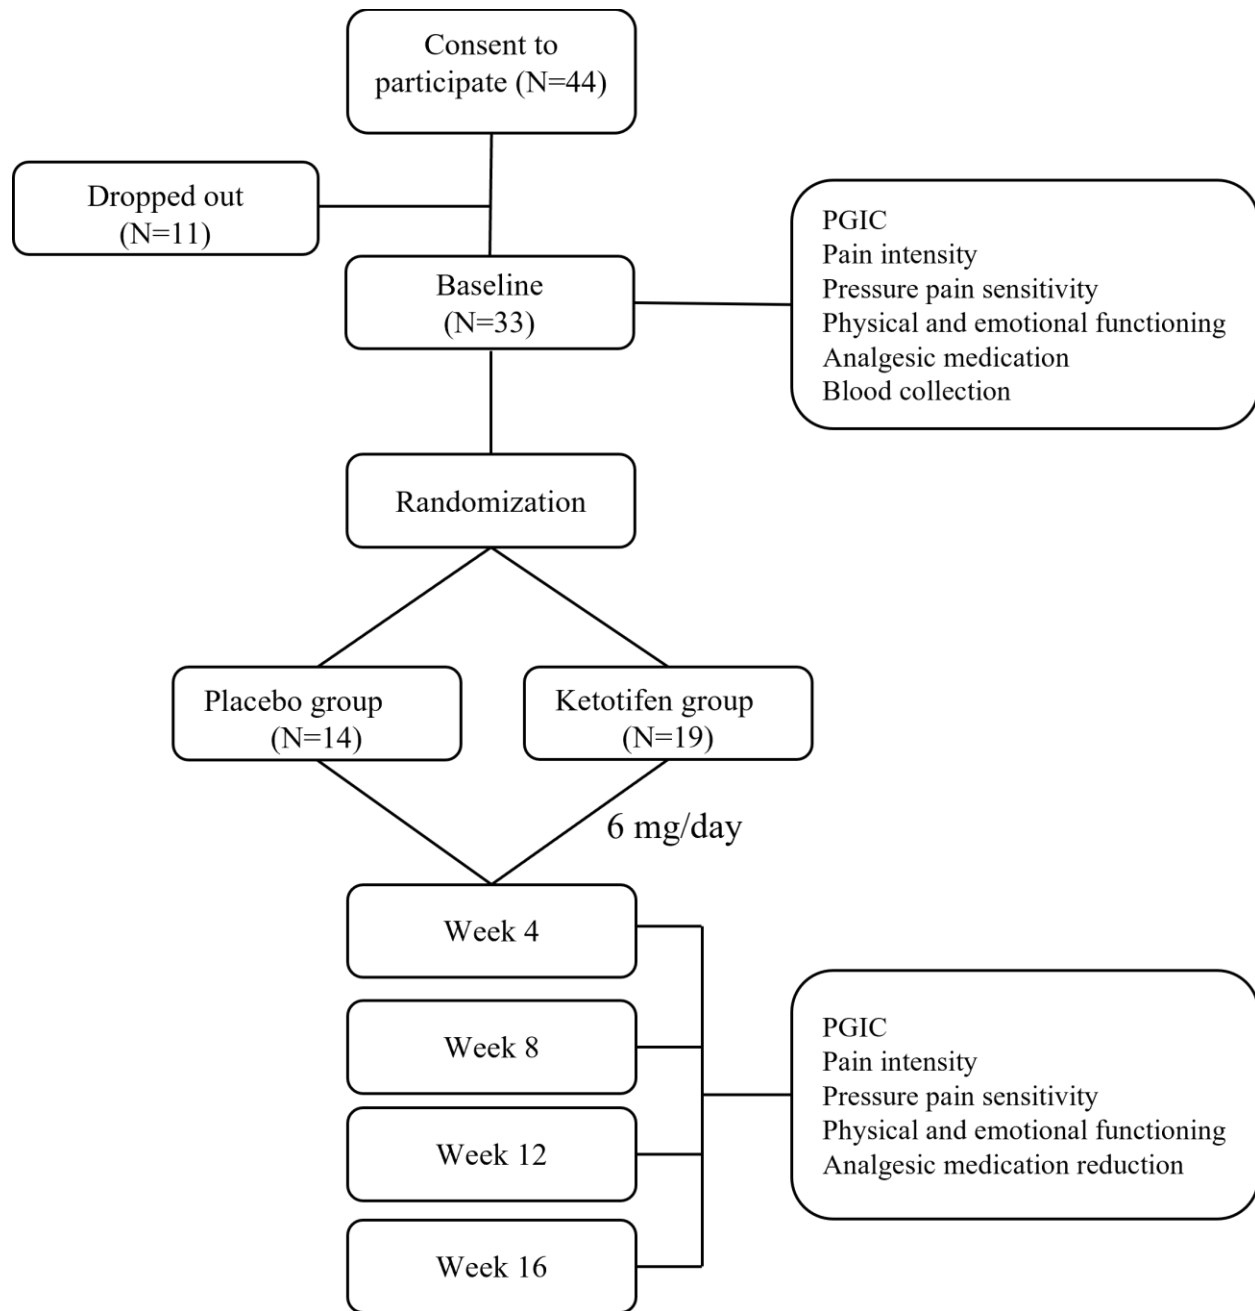 Consent to
participate (N=44)
Dropped out
(N=11)
Baseline
(N=33)
PGIC
Pain intensity
Pressure pain sensitivity
Physical and emotional functioning
Analgesic medication
Blood collection
Randomization
Placebo group
(N=14)
Ketotifen group
(N=19)
6 mg/day
Week 4
Week 8
Week 12
Week 16
PGIC
Pain intensity
Pressure pain sensitivity
Physical and emotional functioning
Analgesic medication reduction